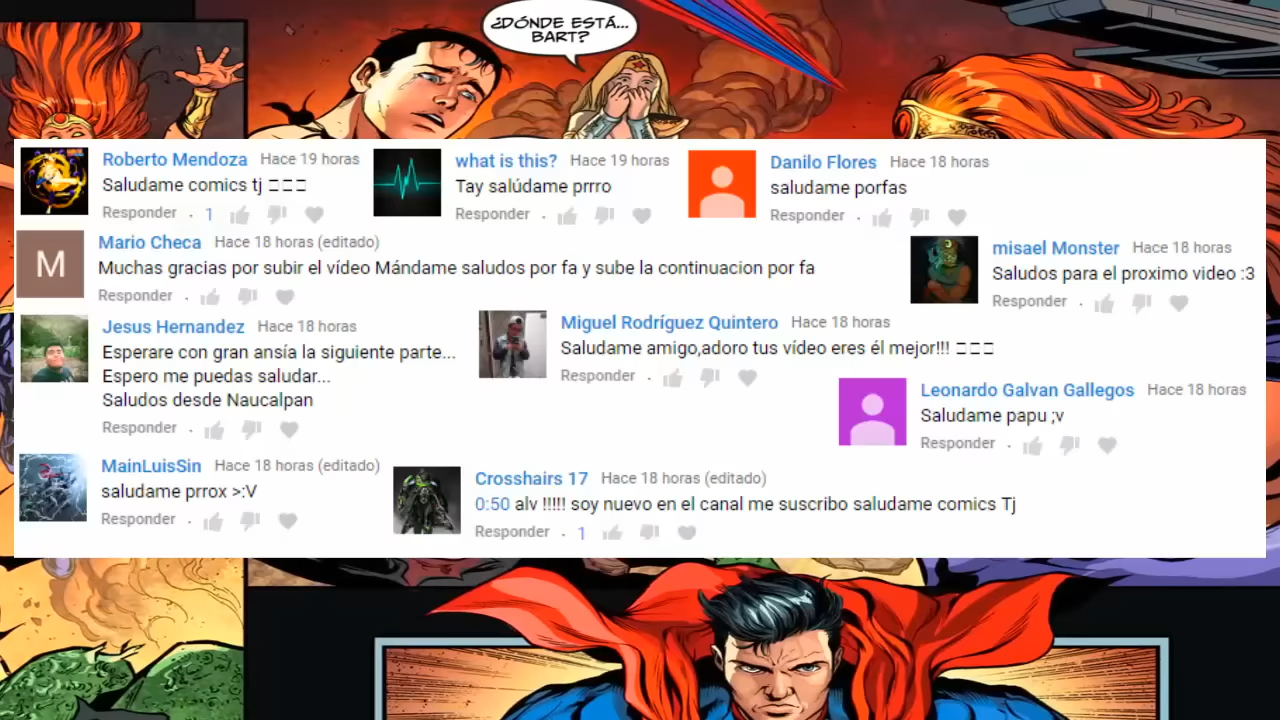 ¿DÓNDE ESTÁ...
BART?
Roberto Mendoza Hace 19 horas
Saludame comics tj □□□
Responder . 1
what is this? Hace 19 horas
Tay salúdame prrro
Responder .
Danilo Flores Hace 18 horas
saludame porfas
Responder .
M
Mario Checa Hace 18 horas (editado)
Muchas gracias por subir el vídeo Mándame saludos por fa y sube la continuacion por fa
Responder .
misael Monster Hace 18 horas
Saludos para el proximo video :3
Responder .
Jesus Hernandez Hace 18 horas
Esperare con gran ansía la siguiente parte...
Espero me puedas saludar...
Saludos desde Naucalpan
Responder .
Miguel Rodríguez Quintero Hace 18 horas
Saludame amigo,adoro tus vídeo eres él mejor!!! □□□
Responder .
Leonardo Galvan Gallegos Hace 18 horas
Saludame papu ;v
Responder .
MainLuisSin Hace 18 horas (editado)
saludame prrox >:V
Responder .
Crosshairs 17 Hace 18 horas (editado)
0:50 alv !!!!! soy nuevo en el canal me suscribo saludame comics Tj
Responder . 1